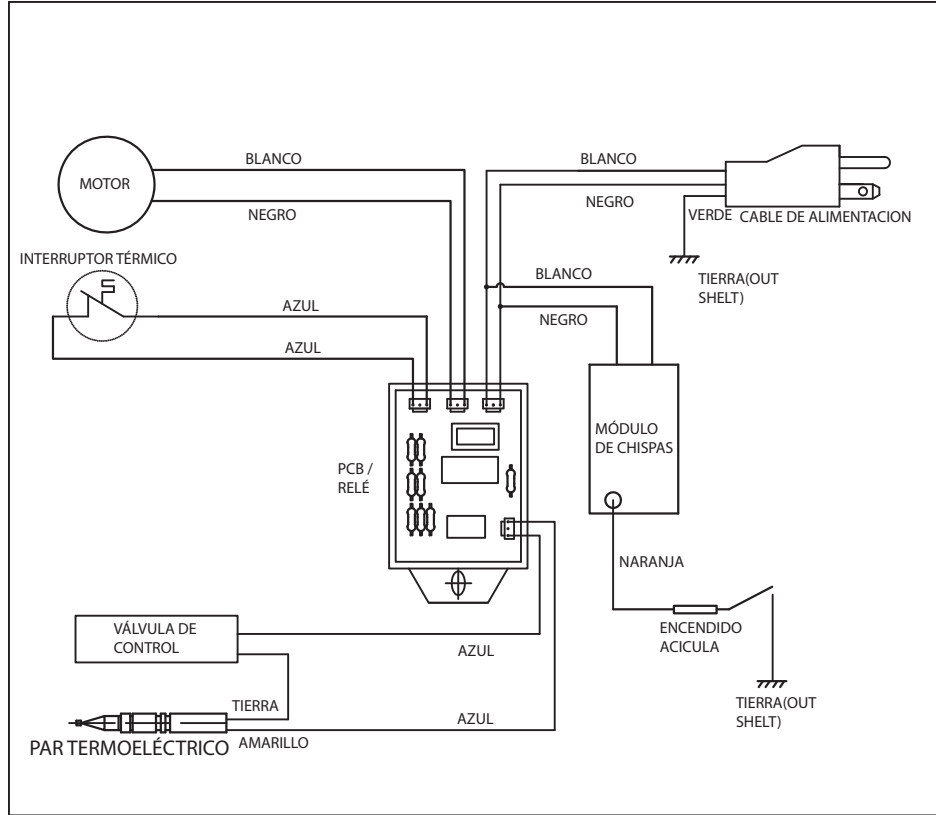 BLANCO
MOTOR
NEGRO
INTERRUPTOR TÉRMICO
AZUL
AZUL
BLANCO
NEGRO
VERDE
CABLE DE ALIMENTACION
TIERRA(OUT
SHELT)
BLANCO
NEGRO
MÓDULO
DE CHISPAS
PCB /
RELÉ
NARANJA
ENCENDIDO
ACICULA
TIERRA(OUT
SHELT)
VÁLVULA DE
CONTROL
AZUL
TIERRA
AZUL
AMARILLO
PAR TERMOELÉCTRICO